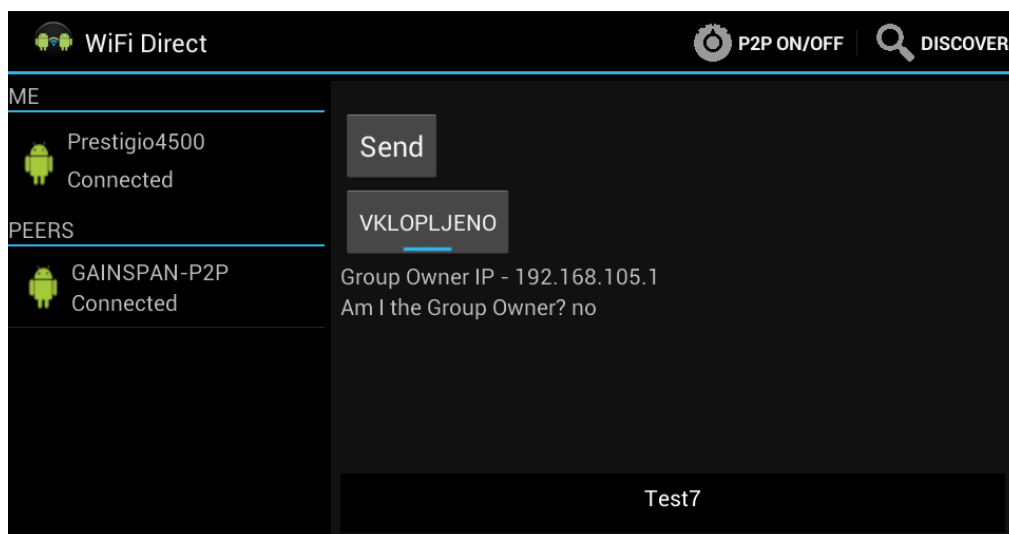 WiFi Direct
P2P ON/OFF
DISCOVER
ME
Prestigio4500
Connected
PEERS
GAINSPAN-P2P
Connected
Send
VKLOPLJENO
Group Owner IP - 192.168.105.1
Am I the Group Owner? no
Test7